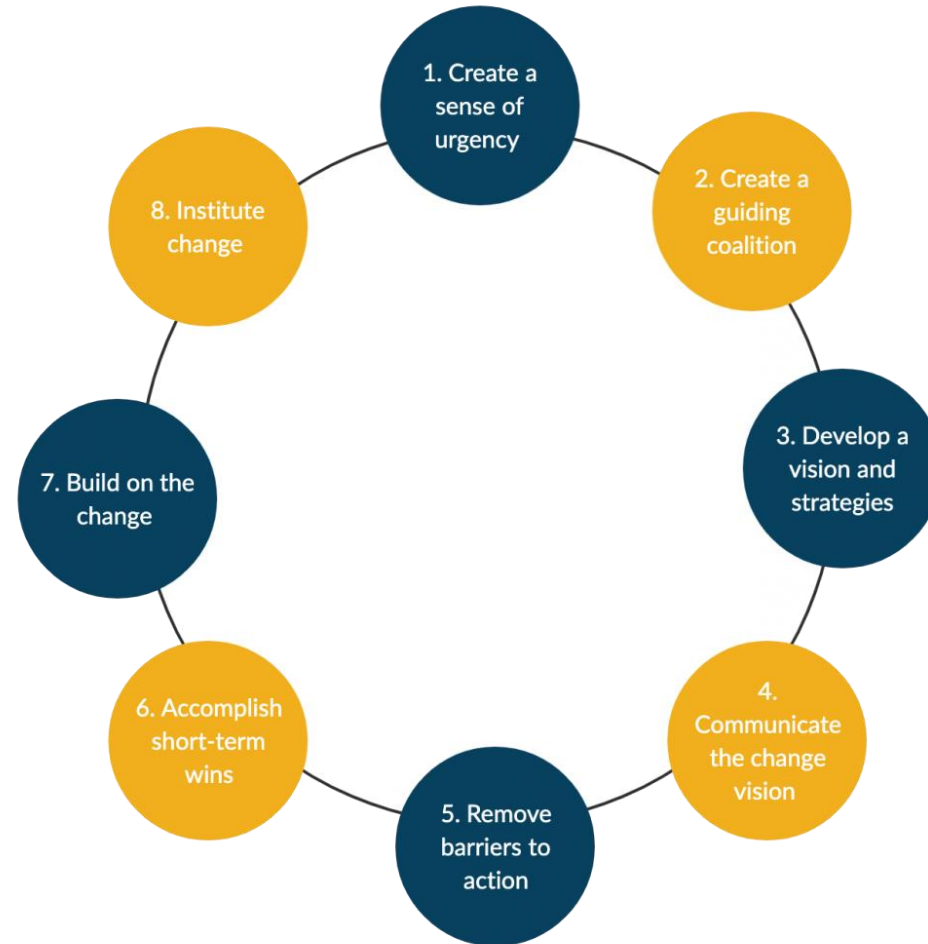 1. Create a
sense of
urgency
2. Create a
guiding
coalition
3. Develop a
vision and
strategies
4.
Communicate
the change
vision
5. Remove
barriers to
action
6. Accomplish
short-term
wins
7. Build on the
change
8. Institute
change